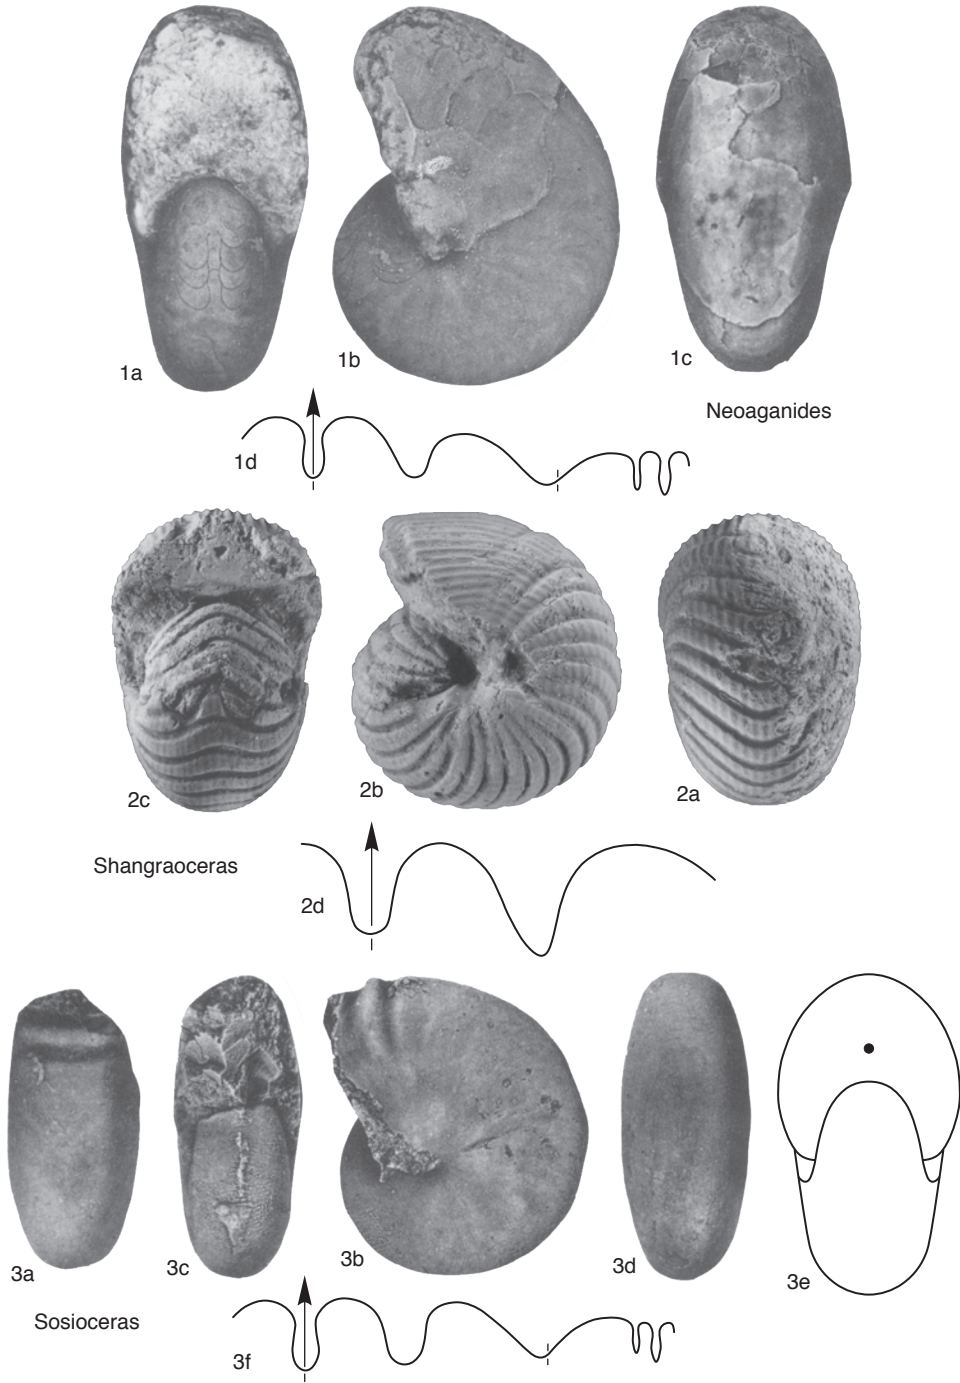 1a
1b
1c
Neoaganides
1d
2c
2b
2a
Shangraoceras
2d
3a
3c
3b
3d
3e
Sosioceras
3f